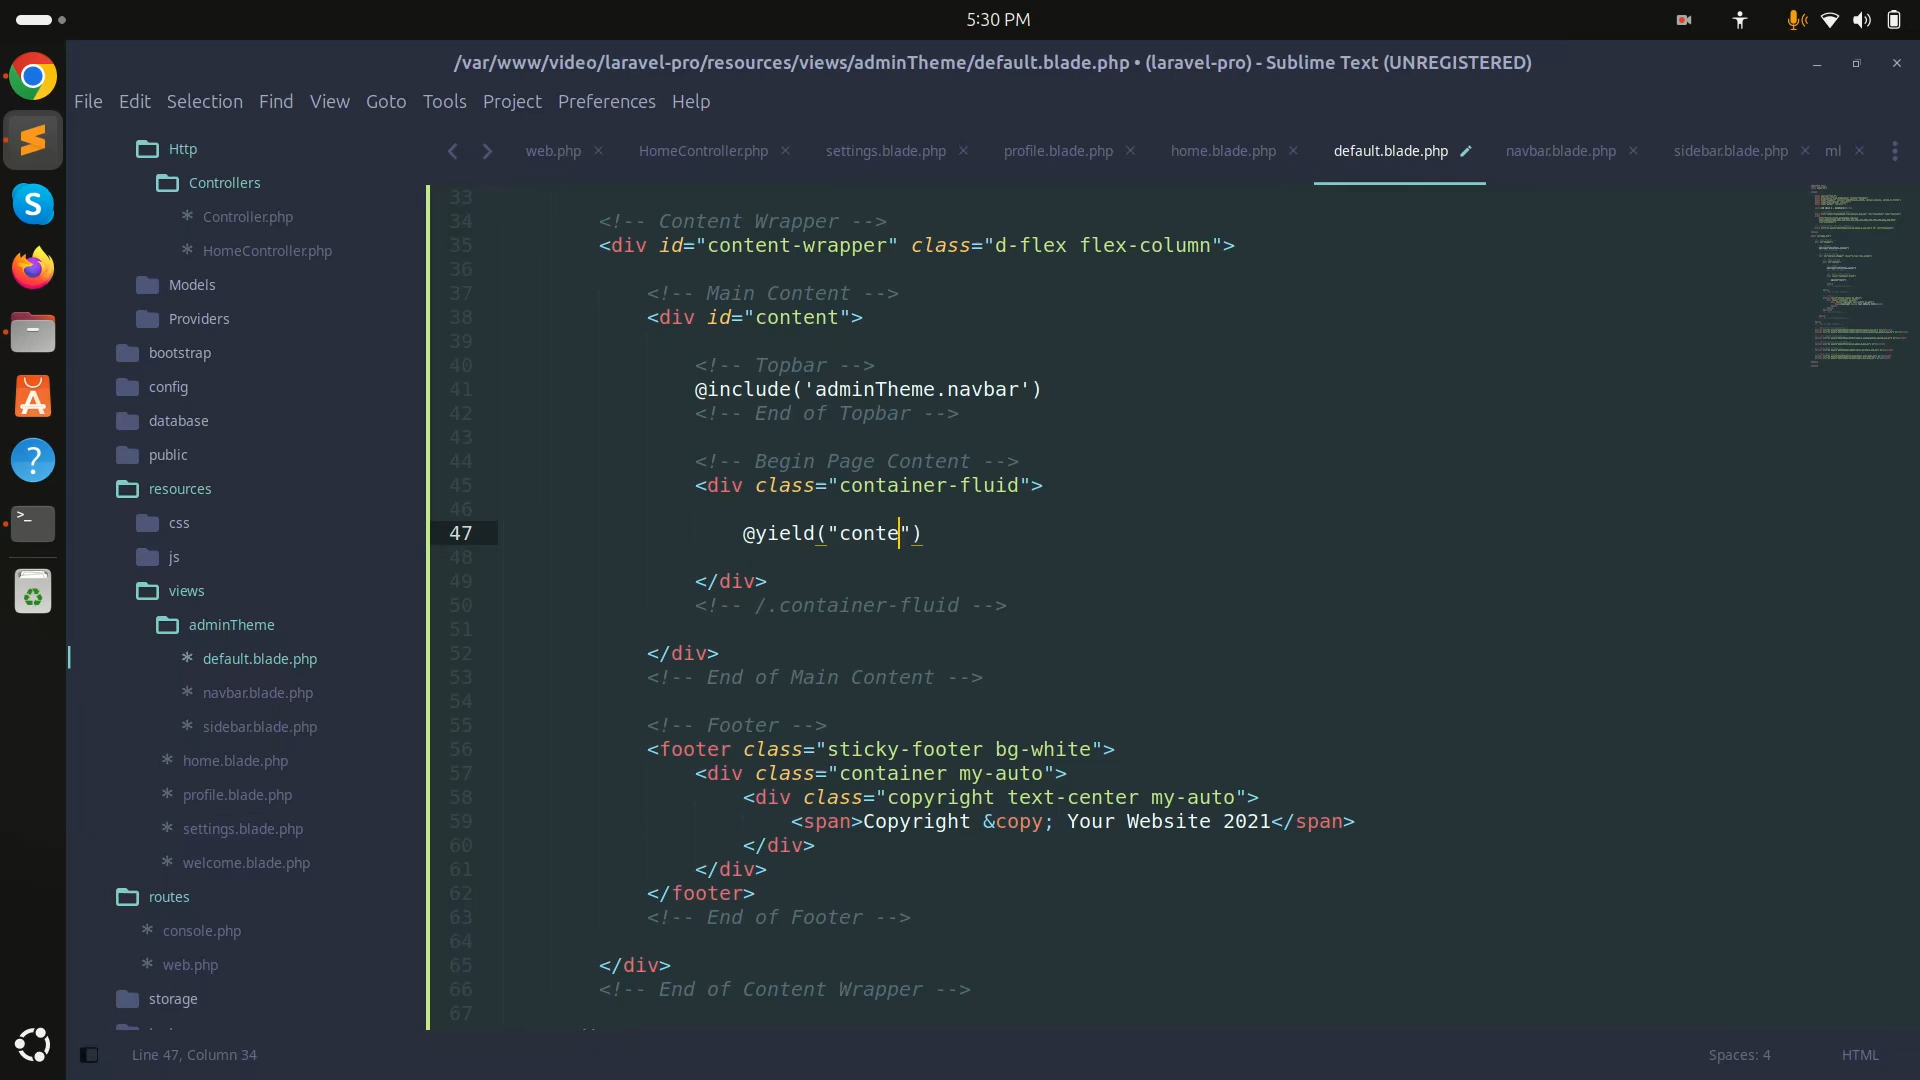 5:30 PM
/var/www/video/laravel-pro/resources/views/adminTheme/default.blade.php • (laravel-pro) - Sublime Text (UNREGISTERED)
File Edit Selection Find View Goto Tools Project Preferences Help
web.php HomeController.php settings.blade.php profile.blade.php home.blade.php default.blade.php navbar.blade.php sidebar.blade.php ml
Http
Controllers
Controller.php
HomeController.php
Models
Providers
bootstrap
config
database
public
resources
css
js
views
adminTheme
default.blade.php
navbar.blade.php
sidebar.blade.php
home.blade.php
profile.blade.php
settings.blade.php
welcome.blade.php
routes
console.php
web.php
storage
33
34 <!-- Content Wrapper -->
35 <div id="content-wrapper" class="d-flex flex-column">
36
37 <!-- Main Content -->
38 <div id="content">
39
40 <!-- Topbar -->
41 @include('adminTheme.navbar')
42 <!-- End of Topbar -->
43
44 <!-- Begin Page Content -->
45 <div class="container-fluid">
46
47 @yield("conte")
48
49 </div>
50 <!-- /.container-fluid -->
51
52 </div>
53 <!-- End of Main Content -->
54
55 <!-- Footer -->
56 <footer class="sticky-footer bg-white">
57 <div class="container my-auto">
58 <div class="copyright text-center my-auto">
59 <span>Copyright &copy; Your Website 2021</span>
60 </div>
61 </div>
62 </footer>
63 <!-- End of Footer -->
64
65 </div>
66 <!-- End of Content Wrapper -->
67
Line 47, Column 34
Spaces: 4
HTML